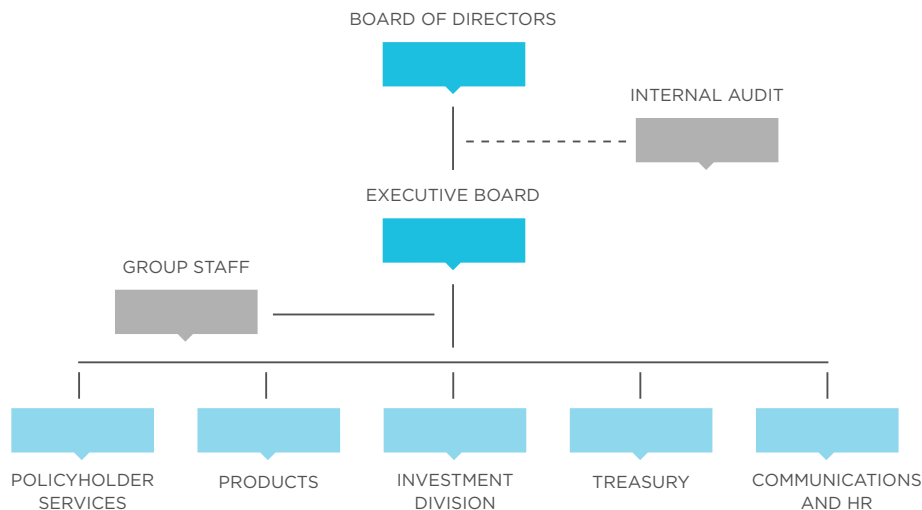 BOARD OF DIRECTORS
INTERNAL AUDIT
EXECUTIVE BOARD
GROUP STAFF
POLICYHOLDER
SERVICES
PRODUCTS
INVESTMENT
DIVISION
TREASURY
COMMUNICATIONS
AND HR